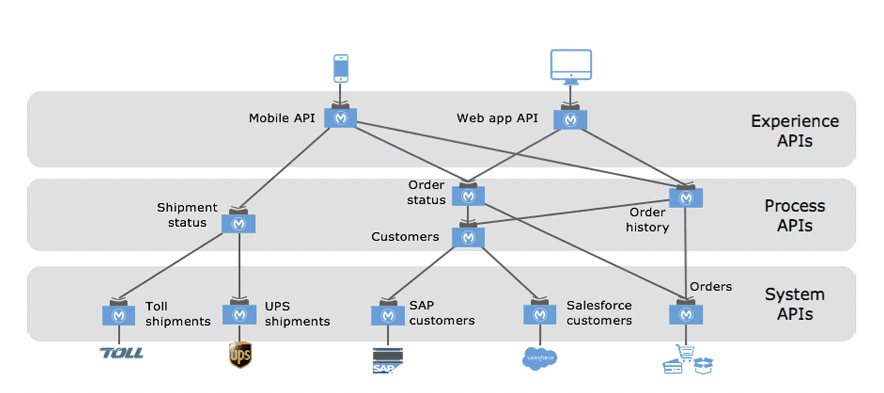 Mobile API
Web app API
Experience
APIs
Order
status
Shipment
status
Order
history
Customers
Process
APIs
Toll
shipments
UPS
shipments
SAP
customers
Salesforce
customers
Orders
System
APIs
TOLL
ups
SAP
salesforce